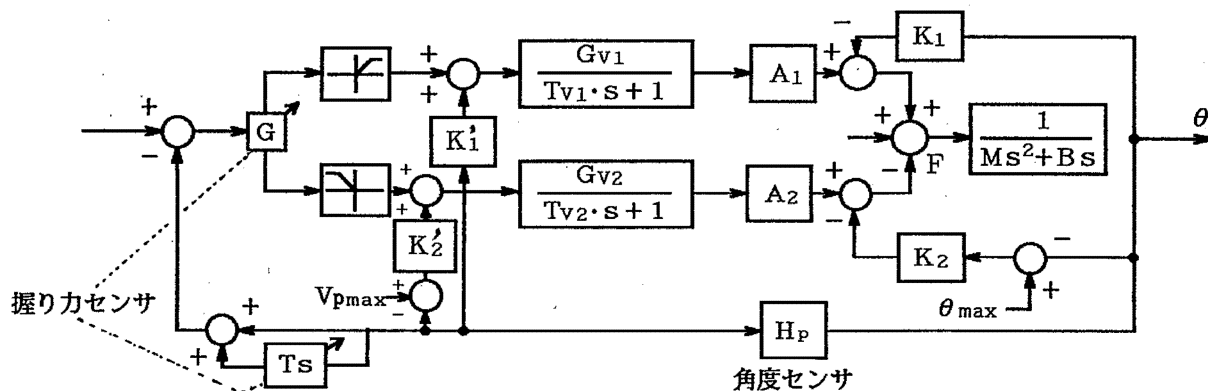 +
−
G
+
+
K'₁
Gv₁
Tv₁·s+1
A₁
−
+
K₁
+
+
F
1
Ms²+Bs
θ
+
+
K'₂
Gv₂
Tv₂·s+1
A₂
+
−
−
K₂
−
+
θmax
Vpmax
+
−
握り力センサ
+
+
Ts
Hp
角度センサ